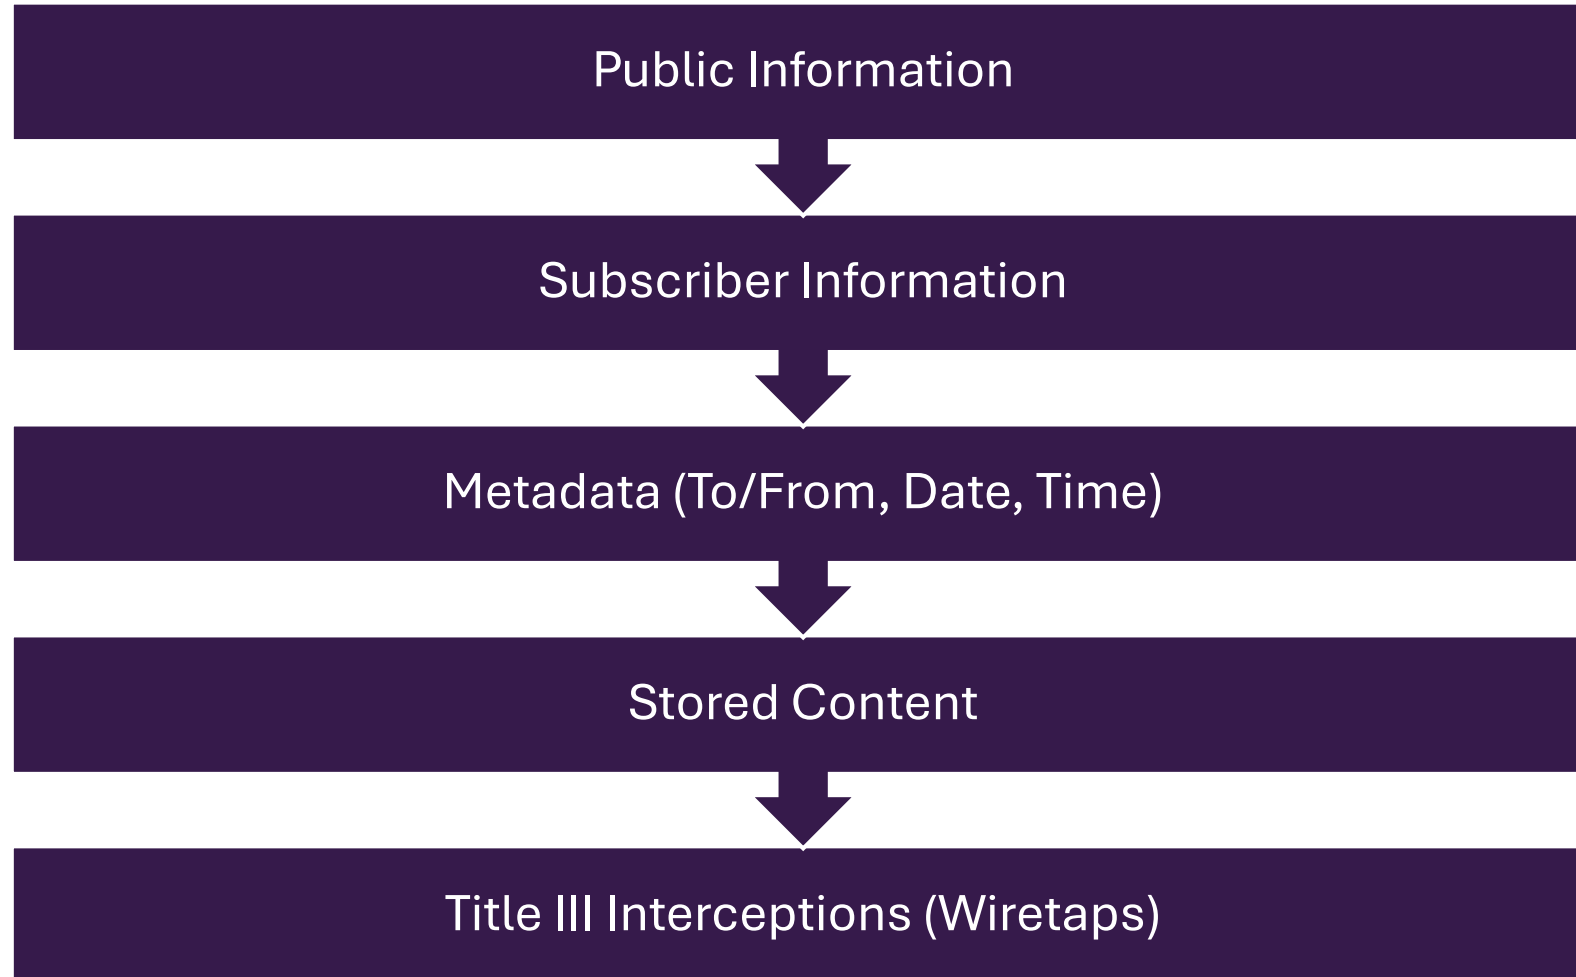 Public Information
Subscriber Information
Metadata (To/From, Date, Time)
Stored Content
Title III Interceptions (Wiretaps)